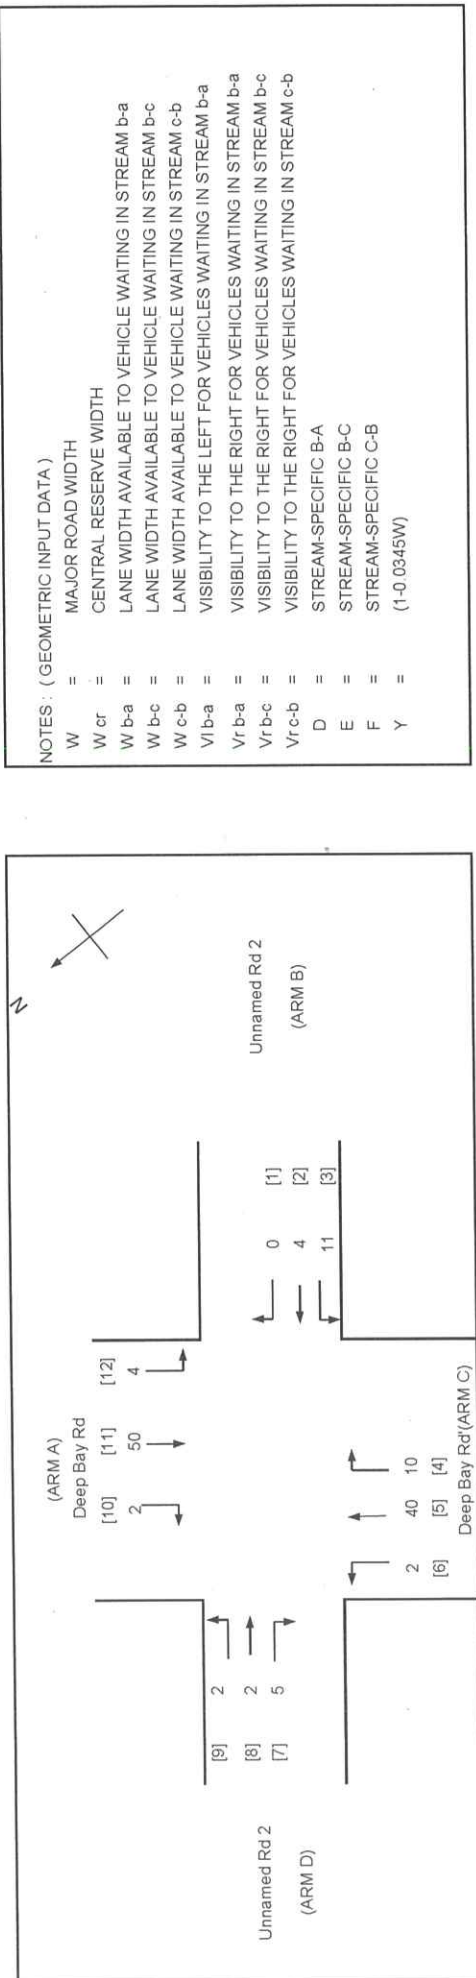 N
(ARM A)
Deep Bay Rd
[10] [11] [12]
2 50 4
Unnamed Rd 2
(ARM D)
[9] 2
[8] 2
[7] 5
0 [1]
4 [2]
11 [3]
Unnamed Rd 2
(ARM B)
2 40 10
[6] [5] [4]
Deep Bay Rd'(ARM C)
NOTES : ( GEOMETRIC INPUT DATA )
W = MAJOR ROAD WIDTH
W cr = CENTRAL RESERVE WIDTH
W b-a = LANE WIDTH AVAILABLE TO VEHICLE WAITING IN STREAM b-a
W b-c = LANE WIDTH AVAILABLE TO VEHICLE WAITING IN STREAM b-c
W c-b = LANE WIDTH AVAILABLE TO VEHICLE WAITING IN STREAM c-b
Vl b-a = VISIBILITY TO THE LEFT FOR VEHICLES WAITING IN STREAM b-a
Vr b-a = VISIBILITY TO THE RIGHT FOR VEHICLES WAITING IN STREAM b-a
Vr b-c = VISIBILITY TO THE RIGHT FOR VEHICLES WAITING IN STREAM b-c
Vr c-b = VISIBILITY TO THE RIGHT FOR VEHICLES WAITING IN STREAM c-b
D = STREAM-SPECIFIC B-A
E = STREAM-SPECIFIC B-C
F = STREAM-SPECIFIC C-B
Y = (1-0.0345W)